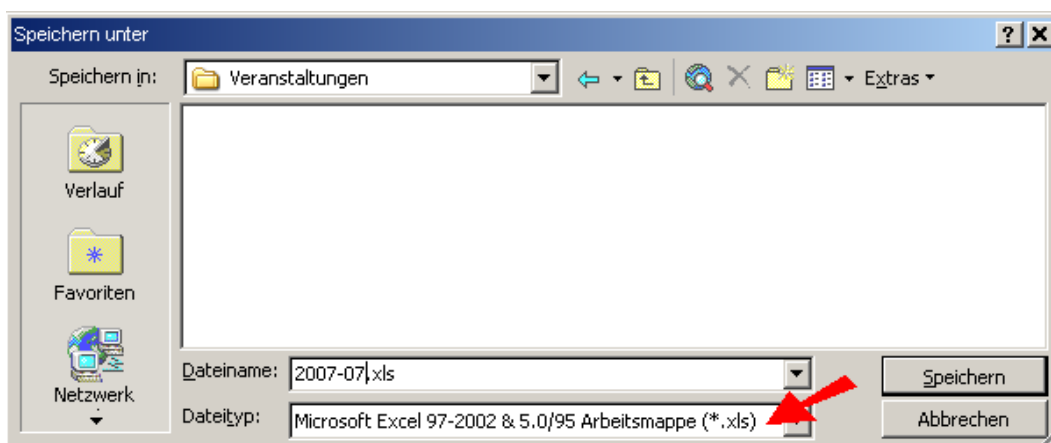 Speichern unter
Speichern in: Veranstaltungen Extras
Verlauf
Favoriten
Netzwerk
Dateiname: 2007-07.xls Speichern
Dateityp: Microsoft Excel 97-2002 & 5.0/95 Arbeitsmappe (*.xls) Abbrechen